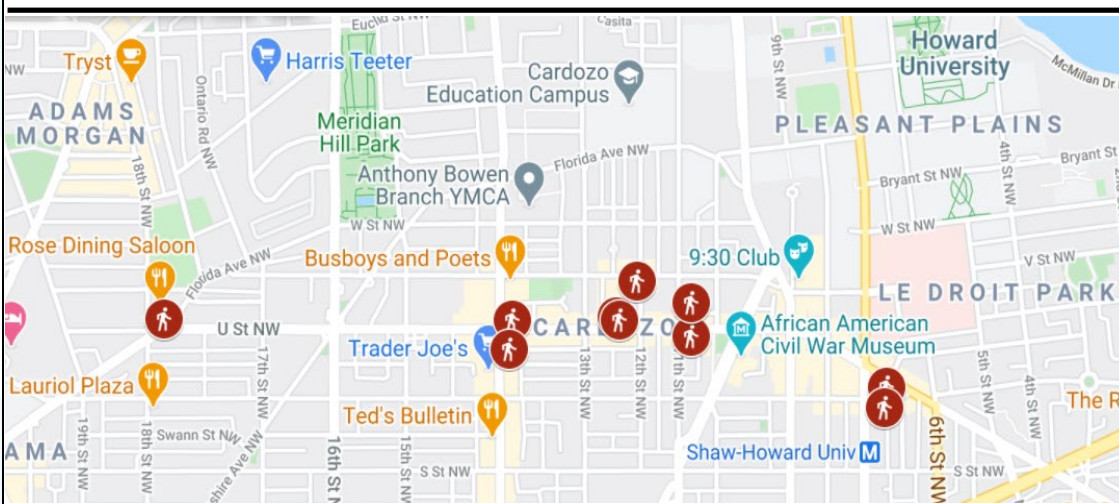 Euclid St NW
Casita
Howard
University
McMillan Dr
9th St NW
Tryst
NW
Harris Teeter
Cardozo
Education Campus
Ontario Rd NW
ADAMS
MORGAN
Meridian
Hill Park
PLEASANT PLAINS
4th St NW
Florida Ave NW
Bryant St
18th St NW
Anthony Bowen
Branch YMCA
Bryant St NW
W St NW
W St NW
Rose Dining Saloon
Florida Ave NW
Busboys and Poets
9:30 Club
V St NW
LE DROIT PARK
U St NW
CARD
ZO
African American
Civil War Museum
Trader Joe's
17th St NW
13th St NW
12th St NW
1th St NW
5th St NW
4th St NW
Lauriol Plaza
The R
Ted's Bulletin
19th St NW
18th St NW
Swann St NW
16th St NW
15th St NW
6th St NW
AMA
shire Ave NW
S St NW
Shaw-Howard Univ M
S St NW